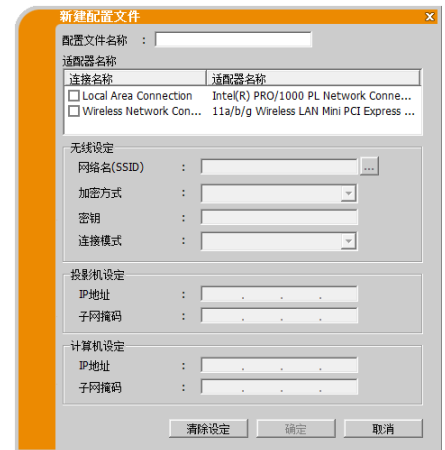 新建配置文件
配置文件名称 :
适配器名称
连接名称 适配器名称
Local Area Connection Intel(R) PRO/1000 PL Network Conne...
Wireless Network Con... 11a/b/g Wireless LAN Mini PCI Express ...
无线设定
网络名(SSID) : ...
加密方式 :
密钥 :
连接模式 :
投影机设定
IP地址 : . . .
子网掩码 : . . .
计算机设定
IP地址 : . . .
子网掩码 : . . .
清除设定 确定 取消